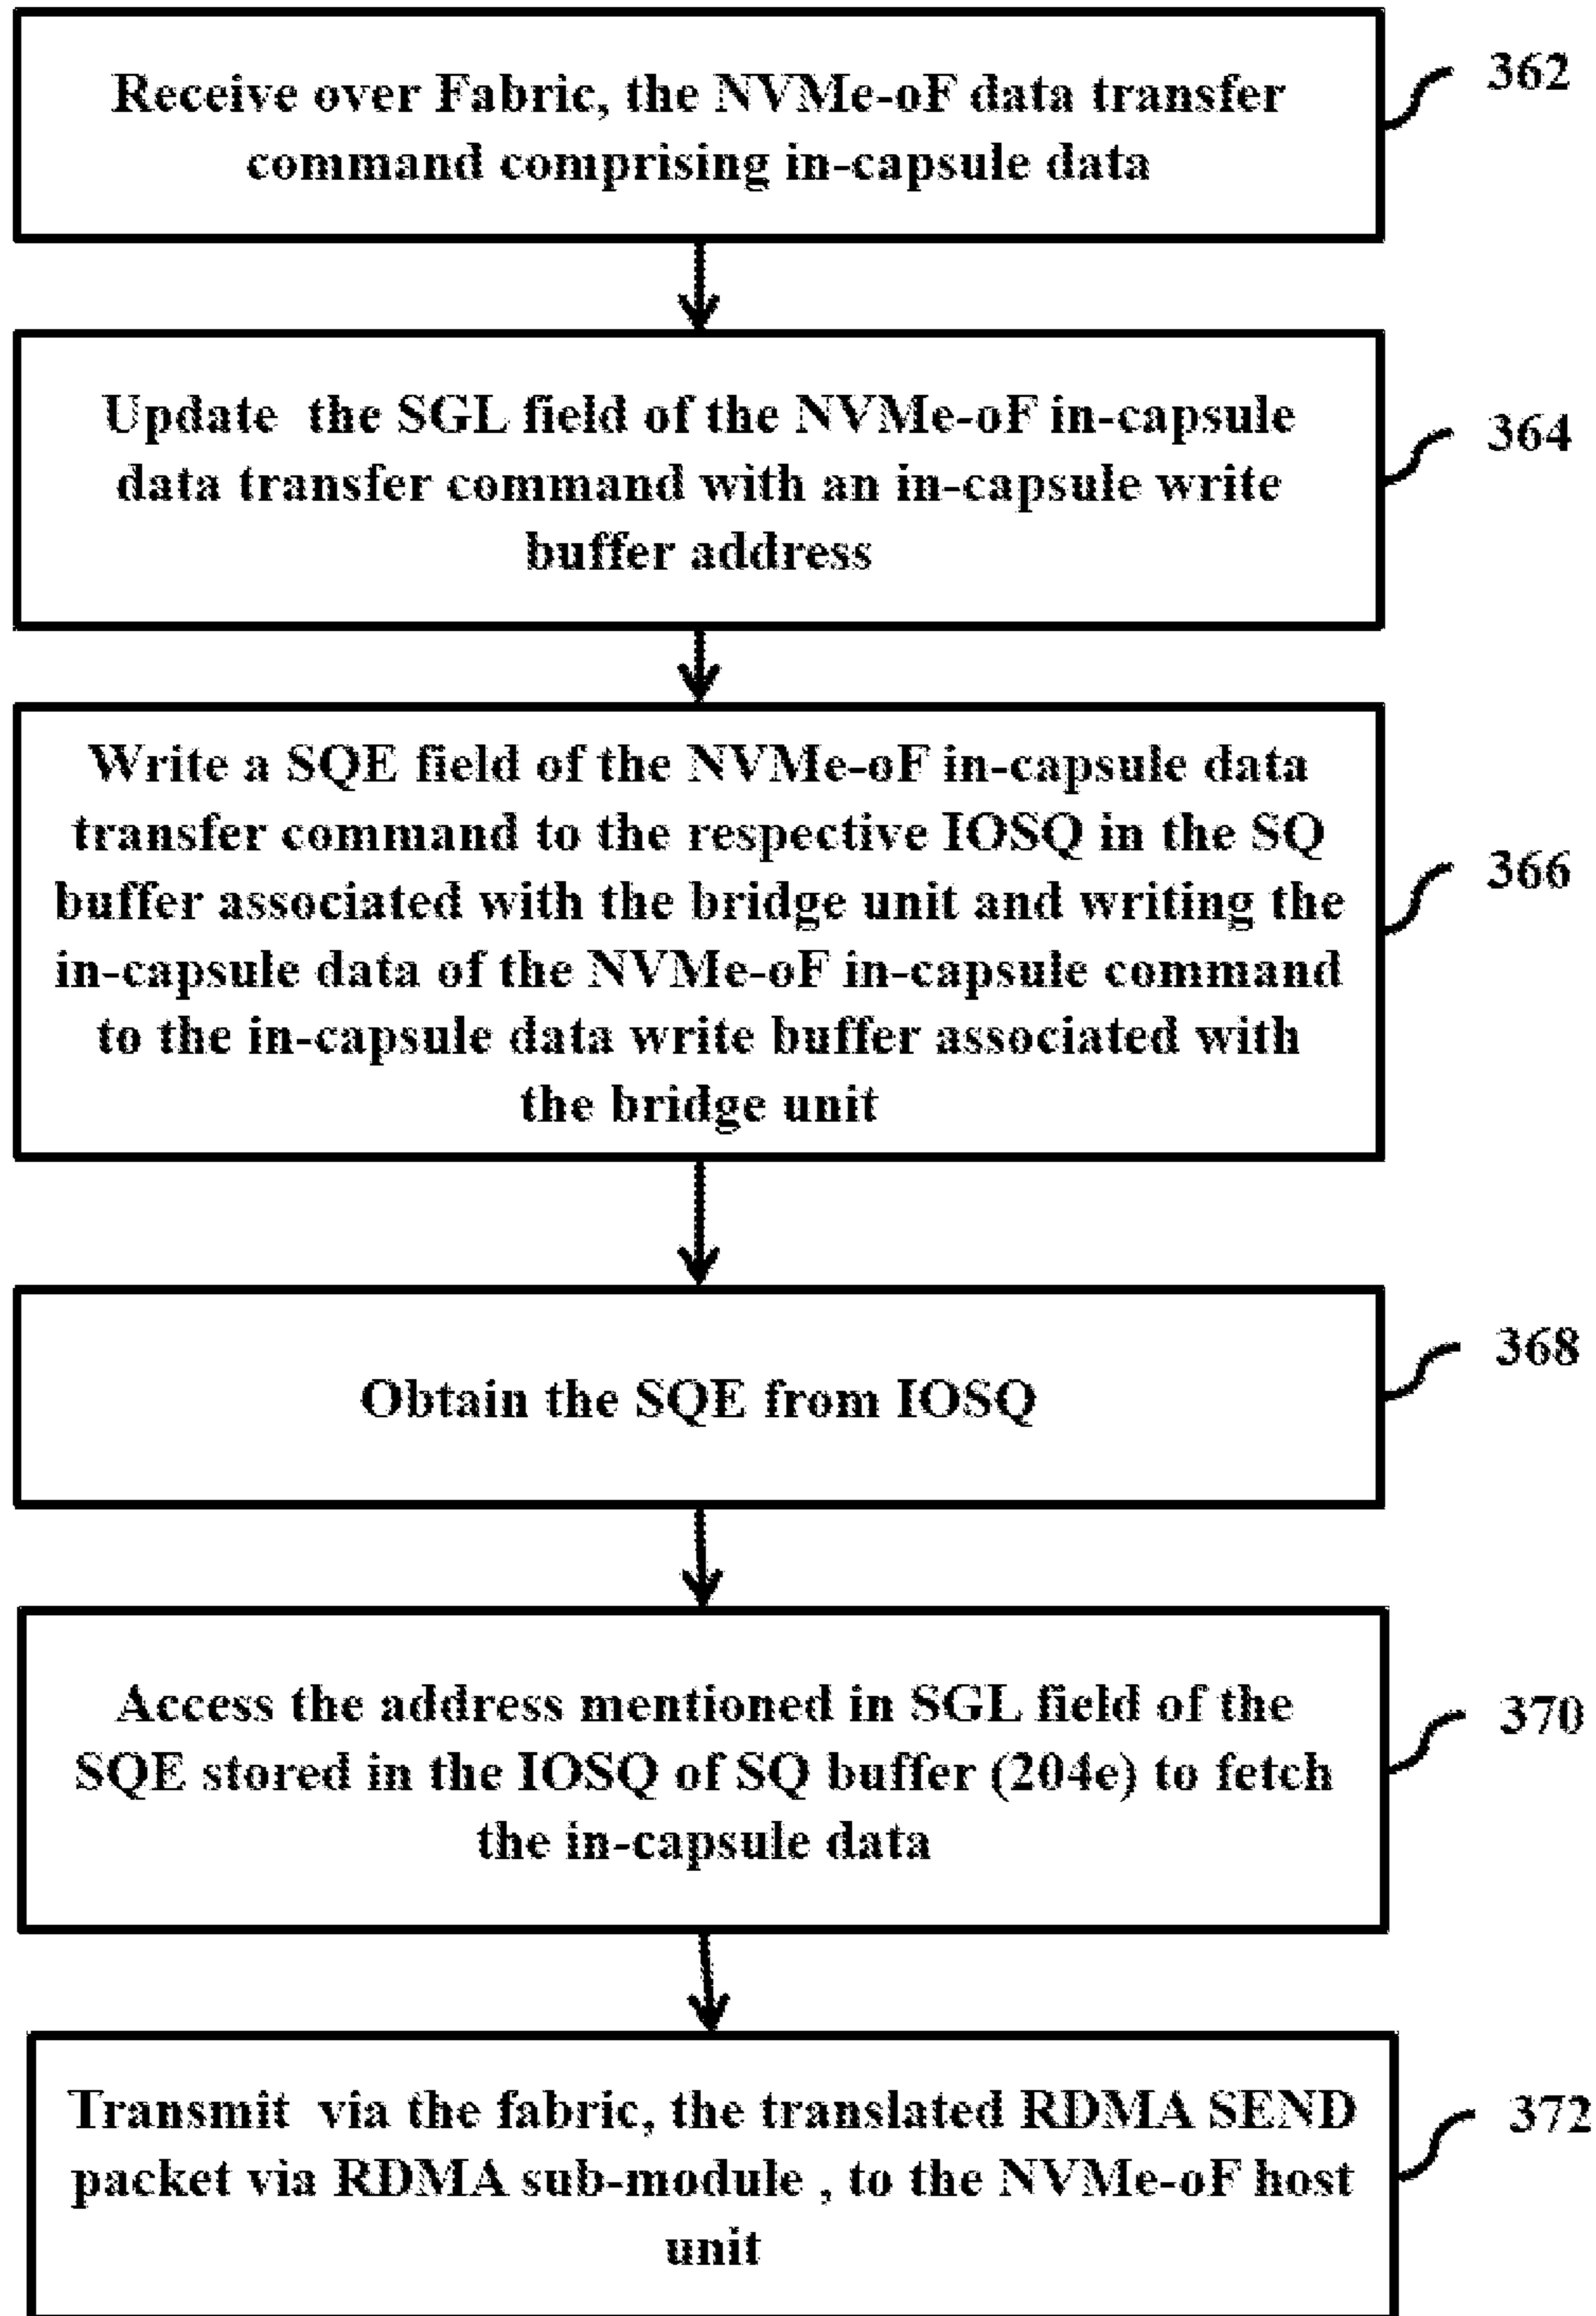 Receive over Fabric, the NVMe-oF data transfer
command comprising in-capsule data
362
Update the SGL field of the NVMe-oF in-capsule
data transfer command with an in-capsule write
buffer address
364
Write a SQE field of the NVMe-oF in-capsule data
transfer command to the respective IOSQ in the SQ
buffer associated with the bridge unit and writing the
in-capsule data of the NVMe-oF in-capsule command
to the in-capsule data write buffer associated with
the bridge unit
366
Obtain the SQE from IOSQ
368
Access the address mentioned in SGL field of the
SQE stored in the IOSQ of SQ buffer (204e) to fetch
the in-capsule data
370
Transmit via the fabric, the translated RDMA SEND
packet via RDMA sub-module , to the NVMe-oF host
unit
372